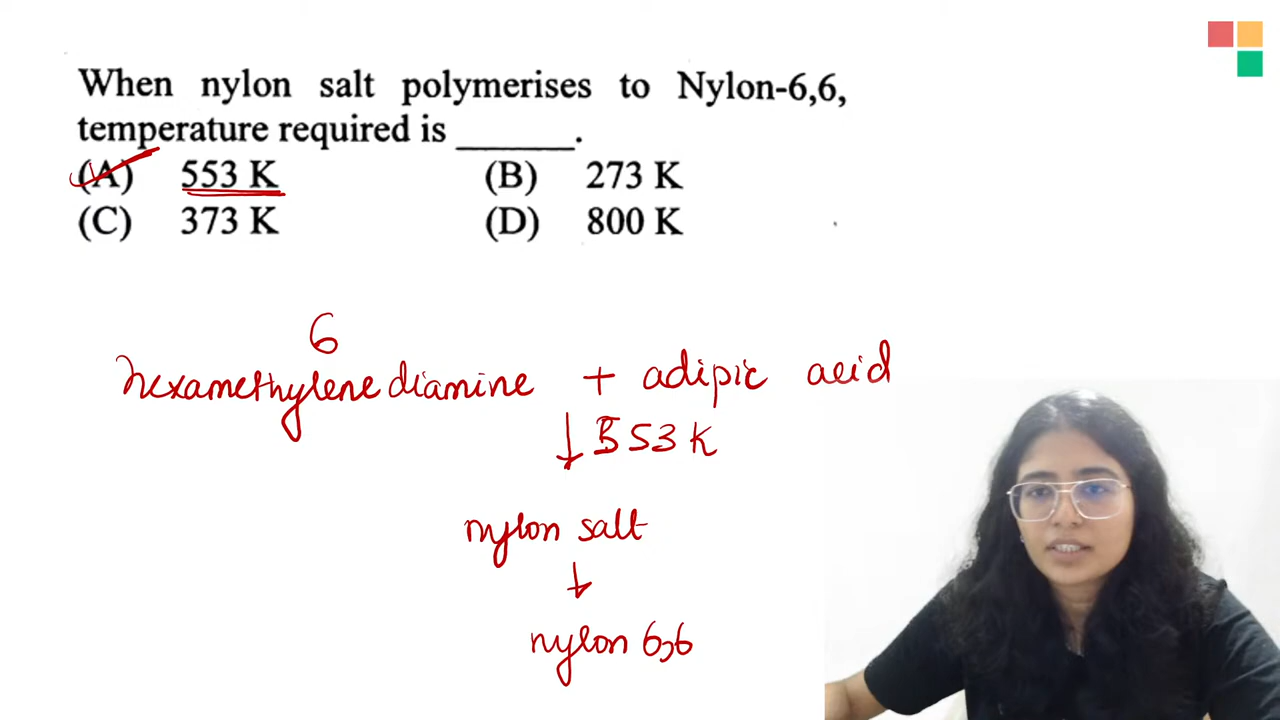 When nylon salt polymerises to Nylon-6,6,
temperature required is ______.
(A) 553 K (B) 273 K
(C) 373 K (D) 800 K
6
hexamethylene diamine + adipic acid
↓ 553 K
nylon salt
↓
nylon 6,6